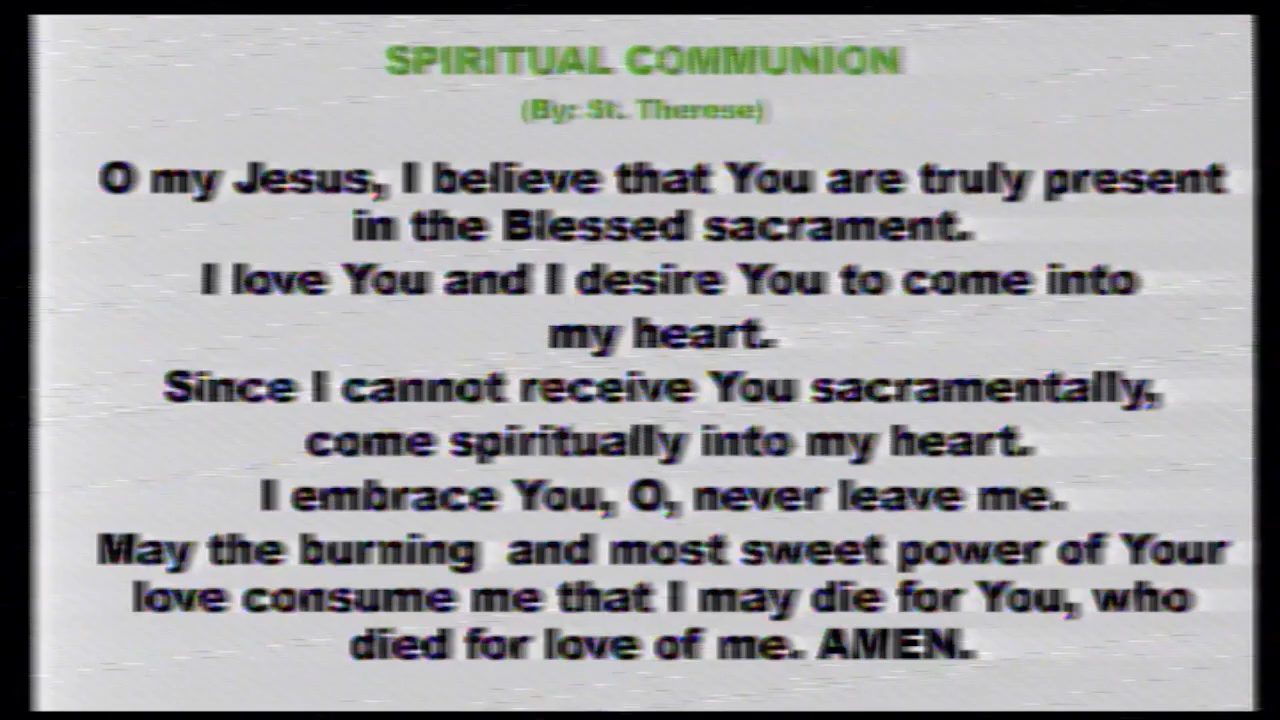 SPIRITUAL COMMUNION
(By: St. Therese)
O my Jesus, I believe that You are truly present
in the Blessed sacrament.
I love You and I desire You to come into
my heart.
Since I cannot receive You sacramentally,
come spiritually into my heart.
I embrace You, O, never leave me.
May the burning  and most sweet power of Your
love consume me that I may die for You, who
died for love of me. AMEN.